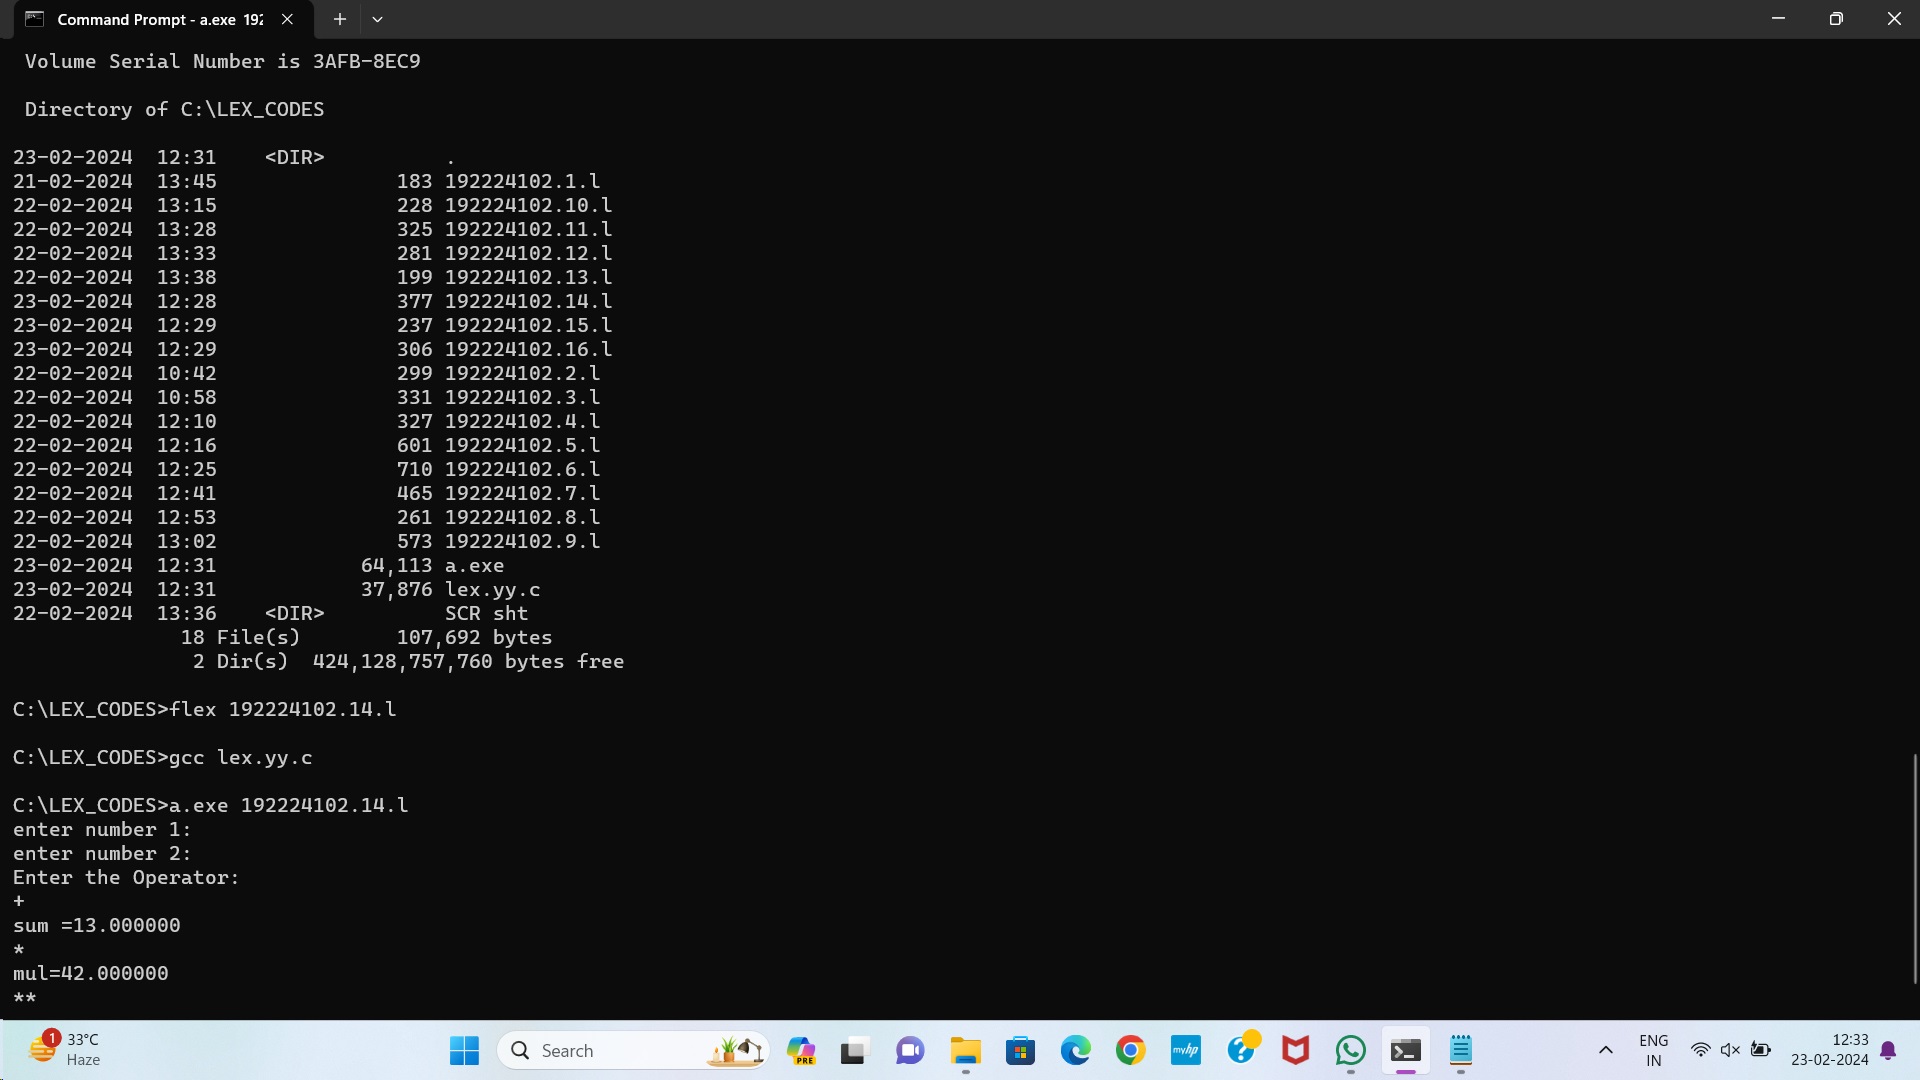 Command Prompt - a.exe 192
Volume Serial Number is 3AFB-8EC9
Directory of C:\LEX_CODES
23-02-2024  12:31    <DIR>          .
21-02-2024  13:45               183 192224102.1.l
22-02-2024  13:15               228 192224102.10.l
22-02-2024  13:28               325 192224102.11.l
22-02-2024  13:33               281 192224102.12.l
22-02-2024  13:38               199 192224102.13.l
23-02-2024  12:28               377 192224102.14.l
23-02-2024  12:29               237 192224102.15.l
23-02-2024  12:29               306 192224102.16.l
22-02-2024  10:42               299 192224102.2.l
22-02-2024  10:58               331 192224102.3.l
22-02-2024  12:10               327 192224102.4.l
22-02-2024  12:16               601 192224102.5.l
22-02-2024  12:25               710 192224102.6.l
22-02-2024  12:41               465 192224102.7.l
22-02-2024  12:53               261 192224102.8.l
22-02-2024  13:02               573 192224102.9.l
23-02-2024  12:31            64,113 a.exe
23-02-2024  12:31            37,876 lex.yy.c
22-02-2024  13:36    <DIR>          SCR sht
18 File(s)        107,692 bytes
2 Dir(s)  424,128,757,760 bytes free
C:\LEX_CODES>flex 192224102.14.l
C:\LEX_CODES>gcc lex.yy.c
C:\LEX_CODES>a.exe 192224102.14.l
enter number 1:
enter number 2:
Enter the Operator:
+
sum =13.000000
*
mul=42.000000
**
1
33°C
Haze
Search
PRE
myhp
ENG
IN
12:33
23-02-2024